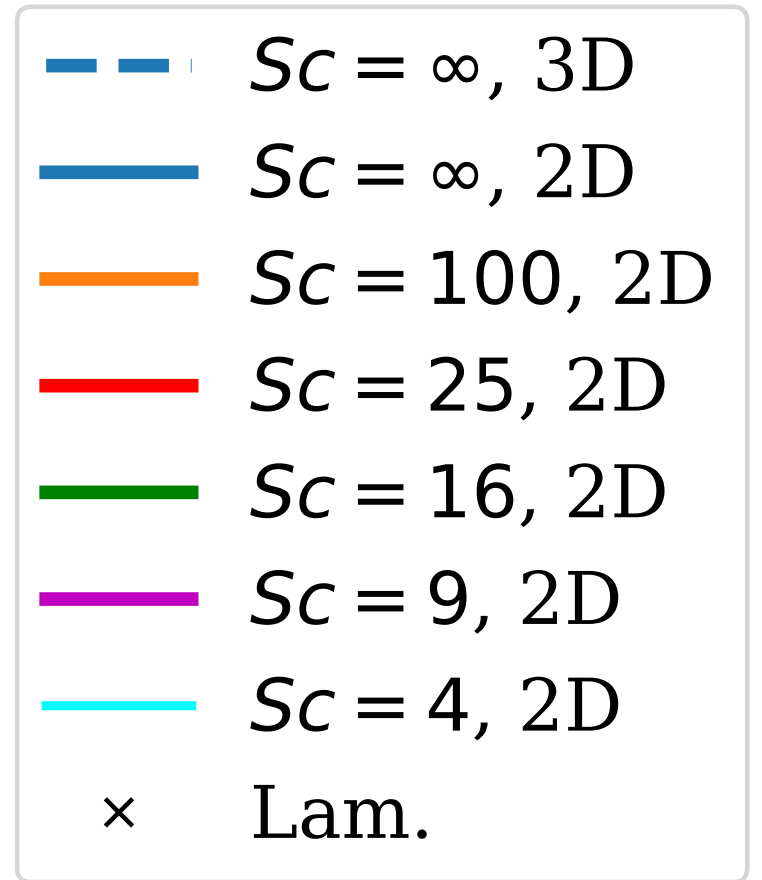 Sc = ∞, 3D
Sc = ∞, 2D
Sc = 100, 2D
Sc = 25, 2D
Sc = 16, 2D
Sc = 9, 2D
Sc = 4, 2D
Lam.